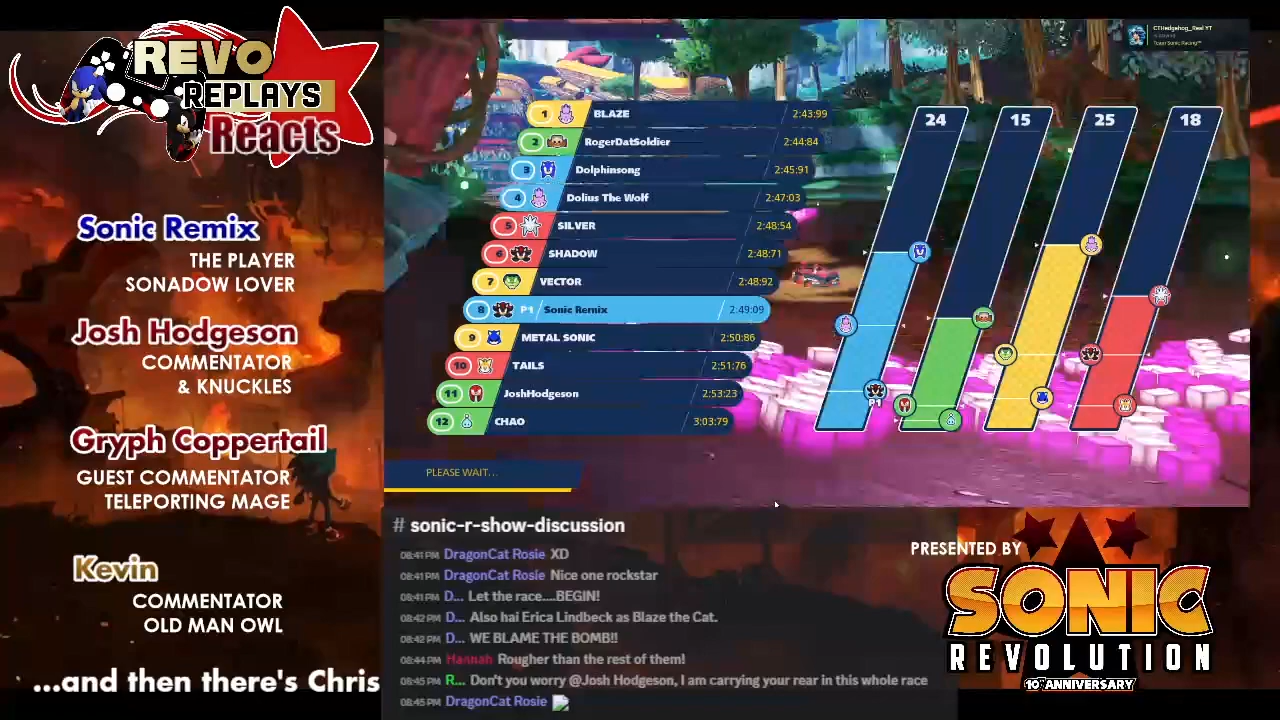 REVO
REPLAYS
Reacts
Sonic Remix
THE PLAYER
SONADOW LOVER
Josh Hodgeson
COMMENTATOR
& KNUCKLES
Gryph Coppertail
GUEST COMMENTATOR
TELEPORTING MAGE
Kevin
COMMENTATOR
OLD MAN OWL
...and then there's Chris
CTHedgehog_Real YT
Team Sonic Racing™
1 BLAZE 2:43:99
2 RogerDatSoldier 2:44:84
3 Dolphinsong 2:45:91
4 Dolius The Wolf 2:47:03
5 SILVER 2:48:54
6 SHADOW 2:48:71
7 VECTOR 2:48:92
8 P1 Sonic Remix 2:49:09
9 METAL SONIC 2:50:86
10 TAILS 2:51:76
11 JoshHodgeson 2:53:23
12 CHAO 3:03:79
24 15 25 18
P1
PLEASE WAIT...
# sonic-r-show-discussion
08:41 PM DragonCat Rosie XD
08:41 PM DragonCat Rosie Nice one rockstar
08:41 PM D... Let the race....BEGIN!
08:42 PM D... Also hai Erica Lindbeck as Blaze the Cat.
08:42 PM D... WE BLAME THE BOMB!!
08:44 PM Hannah Rougher than the rest of them!
08:45 PM R... Don't you worry @Josh Hodgeson, I am carrying your rear in this whole race
08:45 PM DragonCat Rosie
PRESENTED BY
SONIC
REVOLUTION
10TH ANNIVERSARY